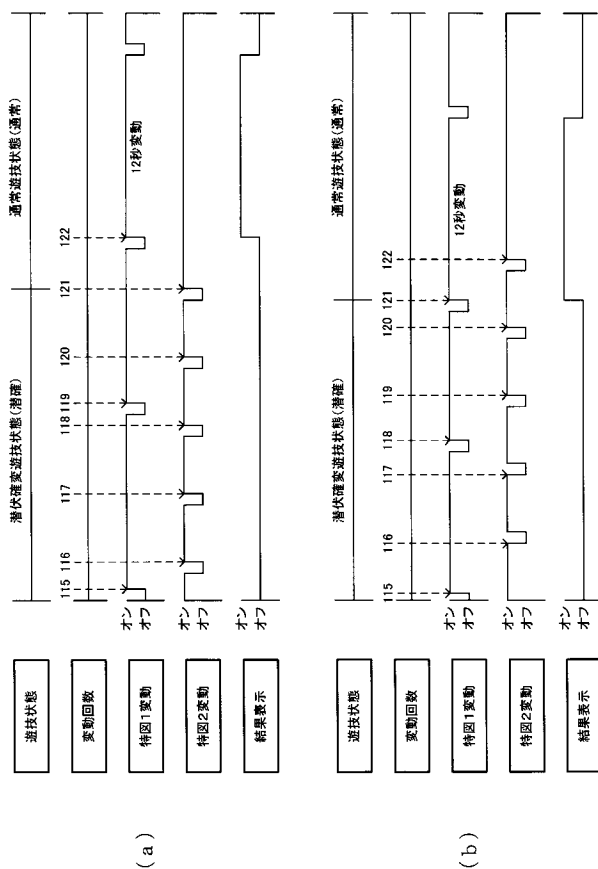 (a)
遊技状態
潜伏確変遊技状態(潜確)
通常遊技状態(通常)
変動回数
115
116
117
118
119
120
121
122
特図1変動
オン
オフ
12秒変動
特図2変動
オン
オフ
結果表示
オン
オフ
(b)
遊技状態
潜伏確変遊技状態(潜確)
通常遊技状態(通常)
変動回数
115
116
117
118
119
120
121
122
特図1変動
オン
オフ
12秒変動
特図2変動
オン
オフ
結果表示
オン
オフ